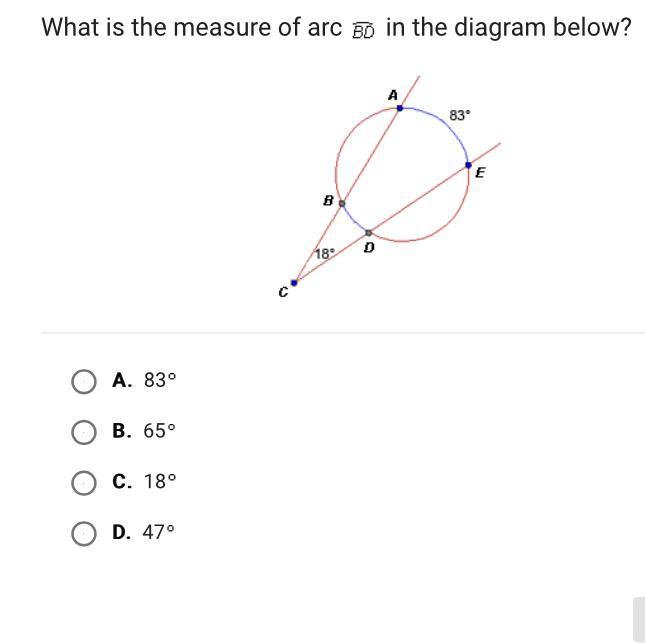 What is the measure of arc BD in the diagram below?
A
83°
E
B
D
18°
C
A. 83°
B. 65°
C. 18°
D. 47°